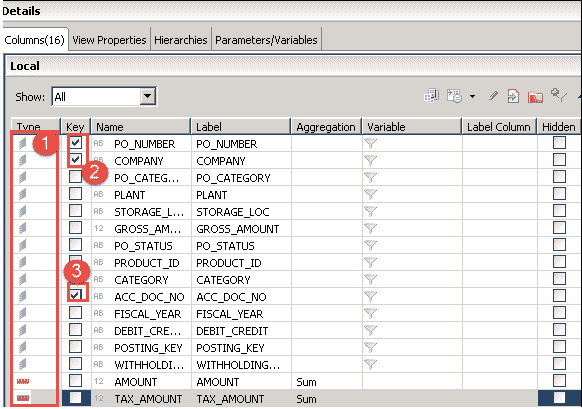 Details
Columns(16) View Properties Hierarchies Parameters/Variables
Local
Show: All
Type Key Name Label Aggregation Variable Label Column Hidden
1 AB PO_NUMBER PO_NUMBER
AB COMPANY COMPANY
2 AB PO_CATEG... PO_CATEGORY
AB PLANT PLANT
AB STORAGE_L... STORAGE_LOC
12 GROSS_AM... GROSS_AMOUNT
AB PO_STATUS PO_STATUS
AB PRODUCT_ID PRODUCT_ID
3 AB CATEGORY CATEGORY
AB ACC_DOC_NO ACC_DOC_NO
AB FISCAL_YEAR FISCAL_YEAR
AB DEBIT_CRE... DEBIT_CREDIT
AB POSTING_KEY POSTING_KEY
AB WITHHOLDI... WITHHOLDING...
12 AMOUNT AMOUNT Sum
12 TAX_AMOUNT TAX_AMOUNT Sum